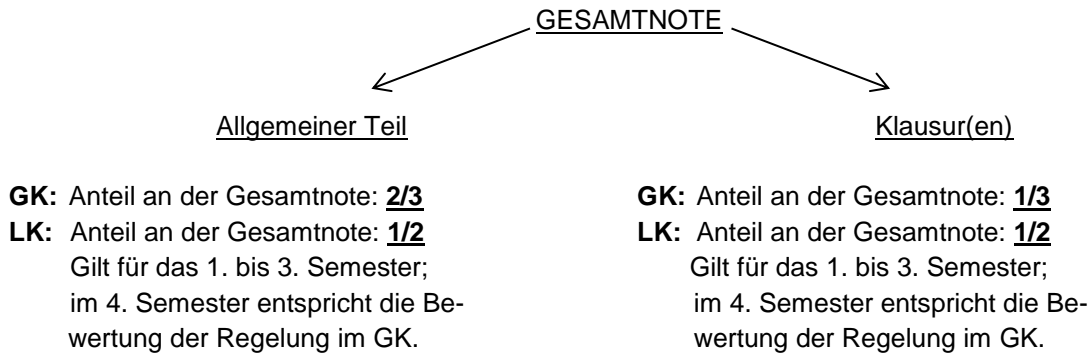 GESAMTNOTE
Allgemeiner Teil
GK: Anteil an der Gesamtnote: 2/3
LK: Anteil an der Gesamtnote: 1/2
Gilt für das 1. bis 3. Semester;
im 4. Semester entspricht die Be-
wertung der Regelung im GK.
Klausur(en)
GK: Anteil an der Gesamtnote: 1/3
LK: Anteil an der Gesamtnote: 1/2
Gilt für das 1. bis 3. Semester;
im 4. Semester entspricht die Be-
wertung der Regelung im GK.